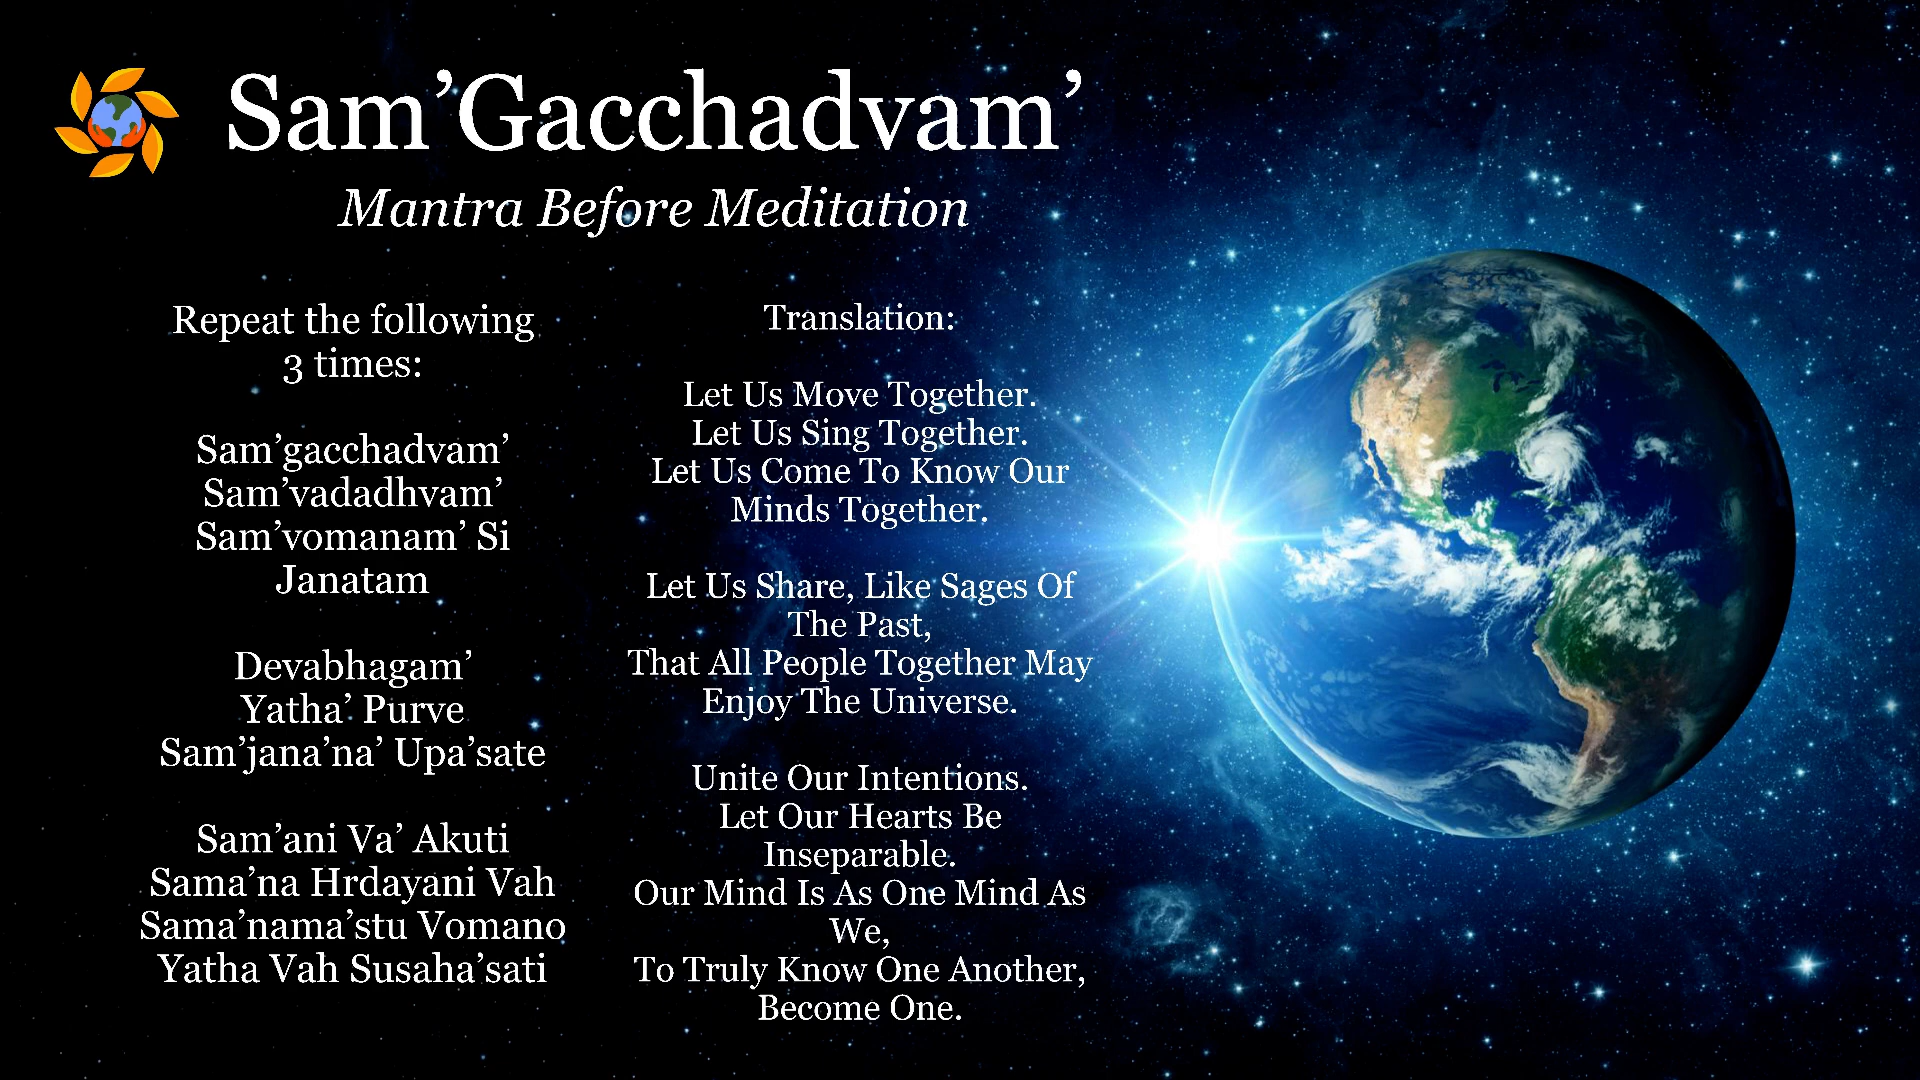 Sam’Gacchadvam’
Mantra Before Meditation
Repeat the following
3 times:
Sam’gacchadvam’
Sam’vadadhvam’
Sam’vomanam’ Si
Janatam
Devabhagam’
Yatha’ Purve
Sam’jana’na’ Upa’sate
Sam’ani Va’ Akuti
Sama’na Hrdayani Vah
Sama’nama’stu Vomano
Yatha Vah Susaha’sati
Translation:
Let Us Move Together.
Let Us Sing Together.
Let Us Come To Know Our
Minds Together.
Let Us Share, Like Sages Of
The Past,
That All People Together May
Enjoy The Universe.
Unite Our Intentions.
Let Our Hearts Be
Inseparable.
Our Mind Is As One Mind As
We,
To Truly Know One Another,
Become One.